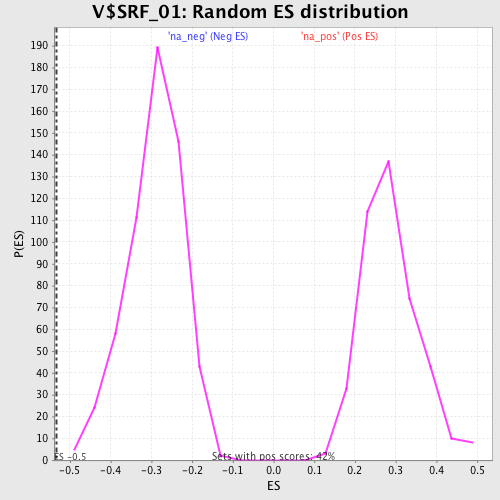 V$SRF_01: Random ES distribution
'na_neg' (Neg ES) 'na_pos' (Pos ES)
P(ES)
190
180
170
160
150
140
130
120
110
100
90
80
70
60
50
40
30
20
10
0
ES -0.5
Sets with pos scores: 42%
-0.5 -0.4 -0.3 -0.2 -0.1 0.0 0.1 0.2 0.3 0.4 0.5
ES